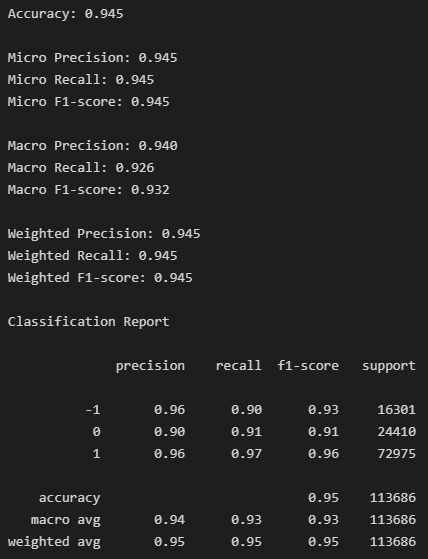 Accuracy: 0.945
Micro Precision: 0.945
Micro Recall: 0.945
Micro F1-score: 0.945
Macro Precision: 0.940
Macro Recall: 0.926
Macro F1-score: 0.932
Weighted Precision: 0.945
Weighted Recall: 0.945
Weighted F1-score: 0.945
Classification Report
precision recall f1-score support
-1 0.96 0.90 0.93 16301
0 0.90 0.91 0.91 24410
1 0.96 0.97 0.96 72975
accuracy 0.95 113686
macro avg 0.94 0.93 0.93 113686
weighted avg 0.95 0.95 0.95 113686